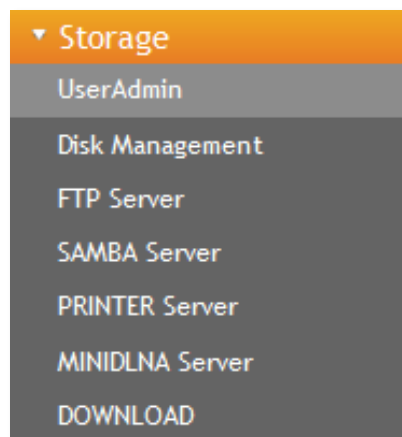 Storage
UserAdmin
Disk Management
FTP Server
SAMBA Server
PRINTER Server
MINIDLNA Server
DOWNLOAD